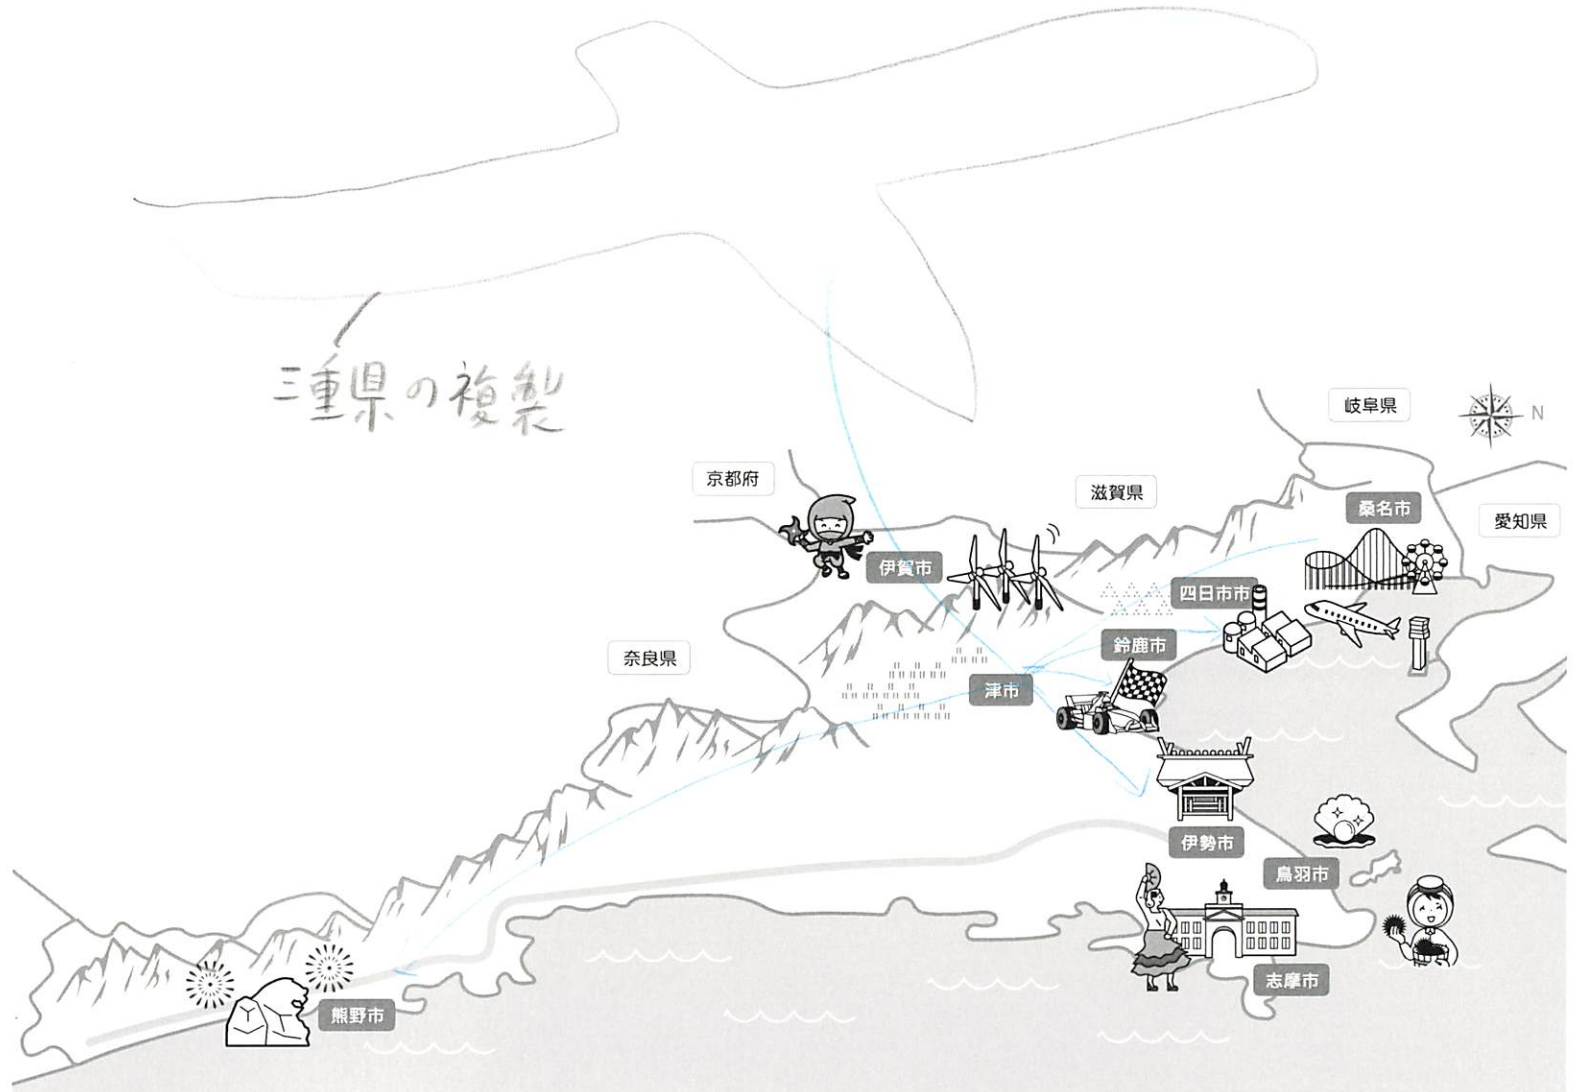 三重県の複製
岐阜県
N
京都府
滋賀県
桑名市
愛知県
伊賀市
四日市市
鈴鹿市
奈良県
津市
伊勢市
鳥羽市
志摩市
熊野市